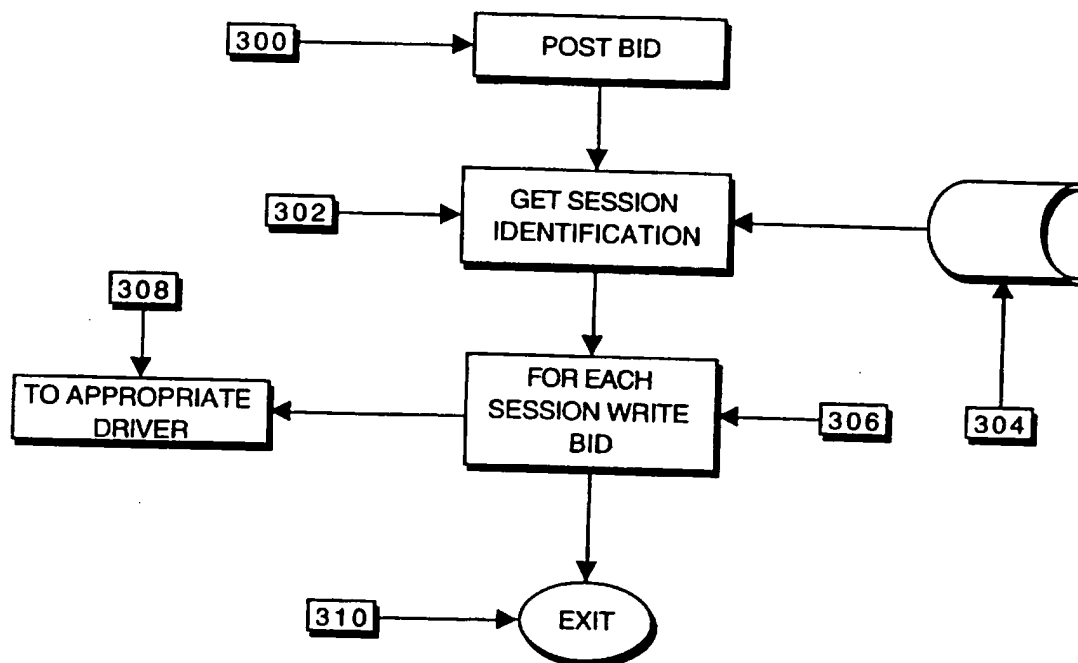 300
POST BID
302
GET SESSION
IDENTIFICATION
308
TO APPROPRIATE
DRIVER
FOR EACH
SESSION WRITE
BID
306
304
310
EXIT